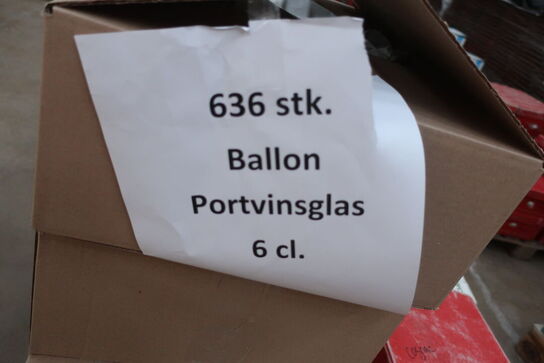 636 stk.
Ballon
Portvinsglas
6 cl.